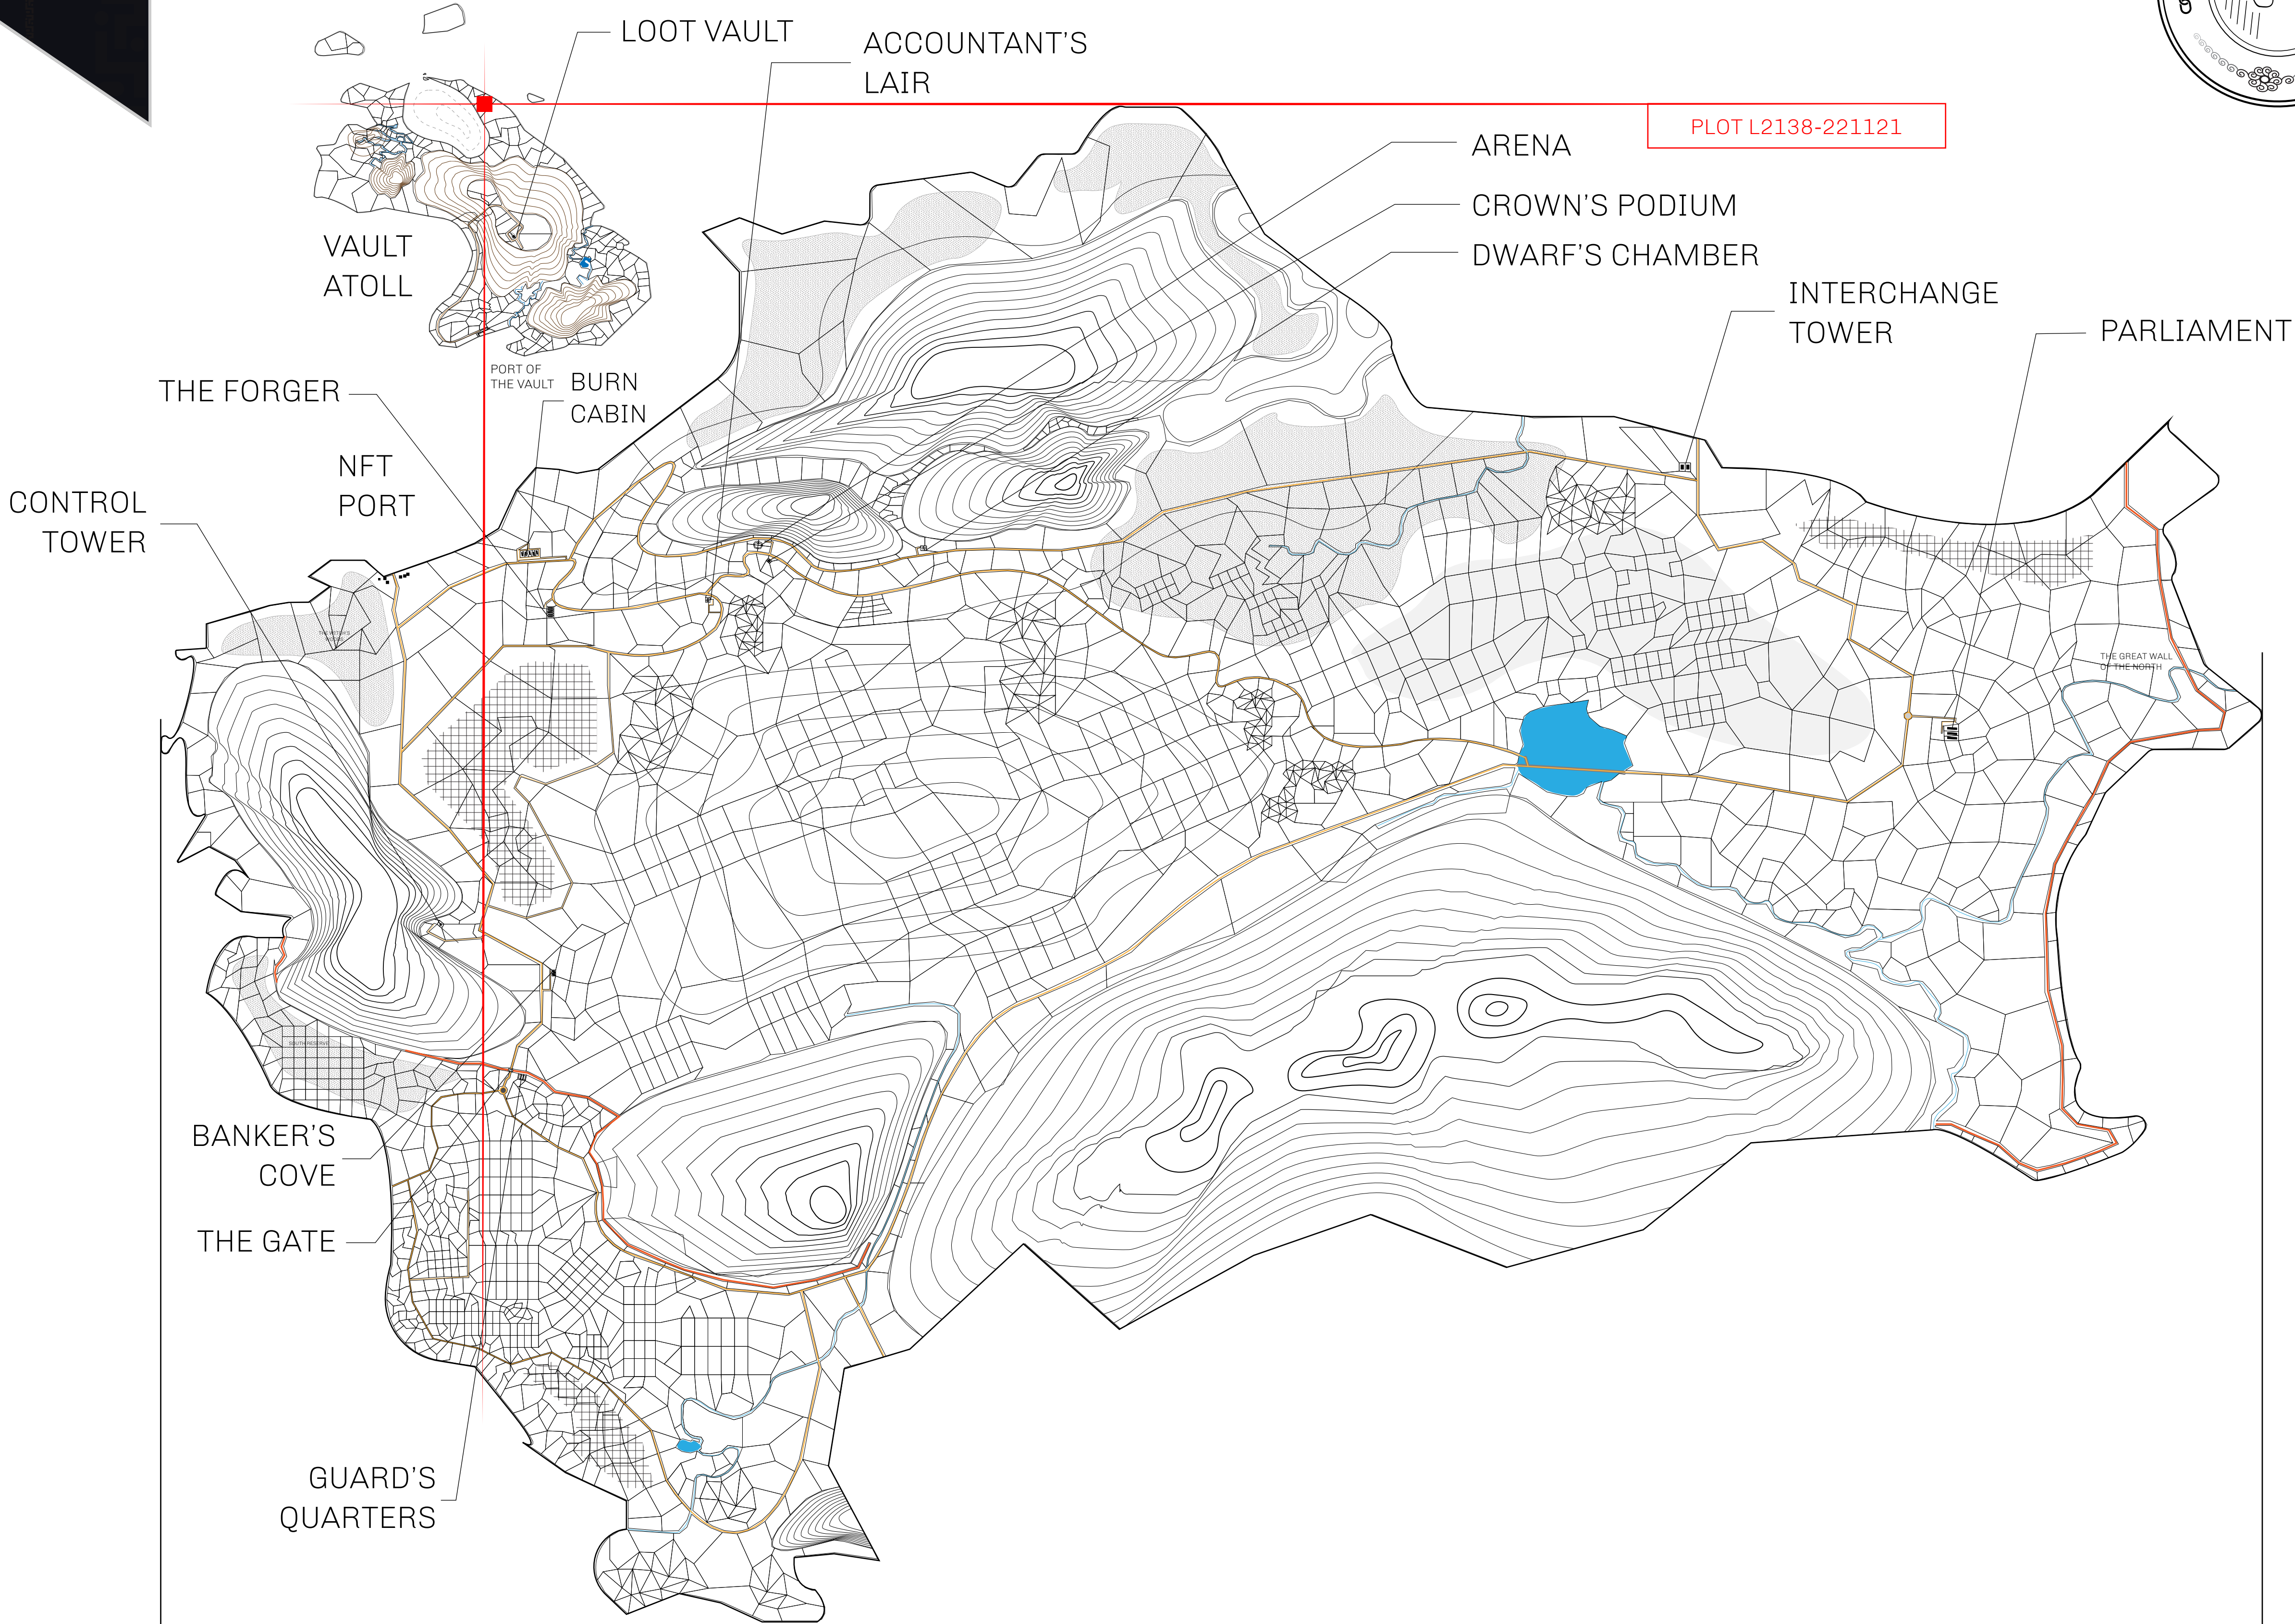 LOOT VAULT
ACCOUNTANT'S
LAIR
PLOT L2138-221121
ARENA
CROWN'S PODIUM
DWARF'S CHAMBER
VAULT
ATOLL
INTERCHANGE
TOWER
PARLIAMENT
PORT OF
THE VAULT
BURN
CABIN
THE FORGER
NFT
PORT
CONTROL
TOWER
THE GREAT WALL
OF THE NORTH
SOUTH RESERVE
BANKER'S
COVE
THE GATE
GUARD'S
QUARTERS